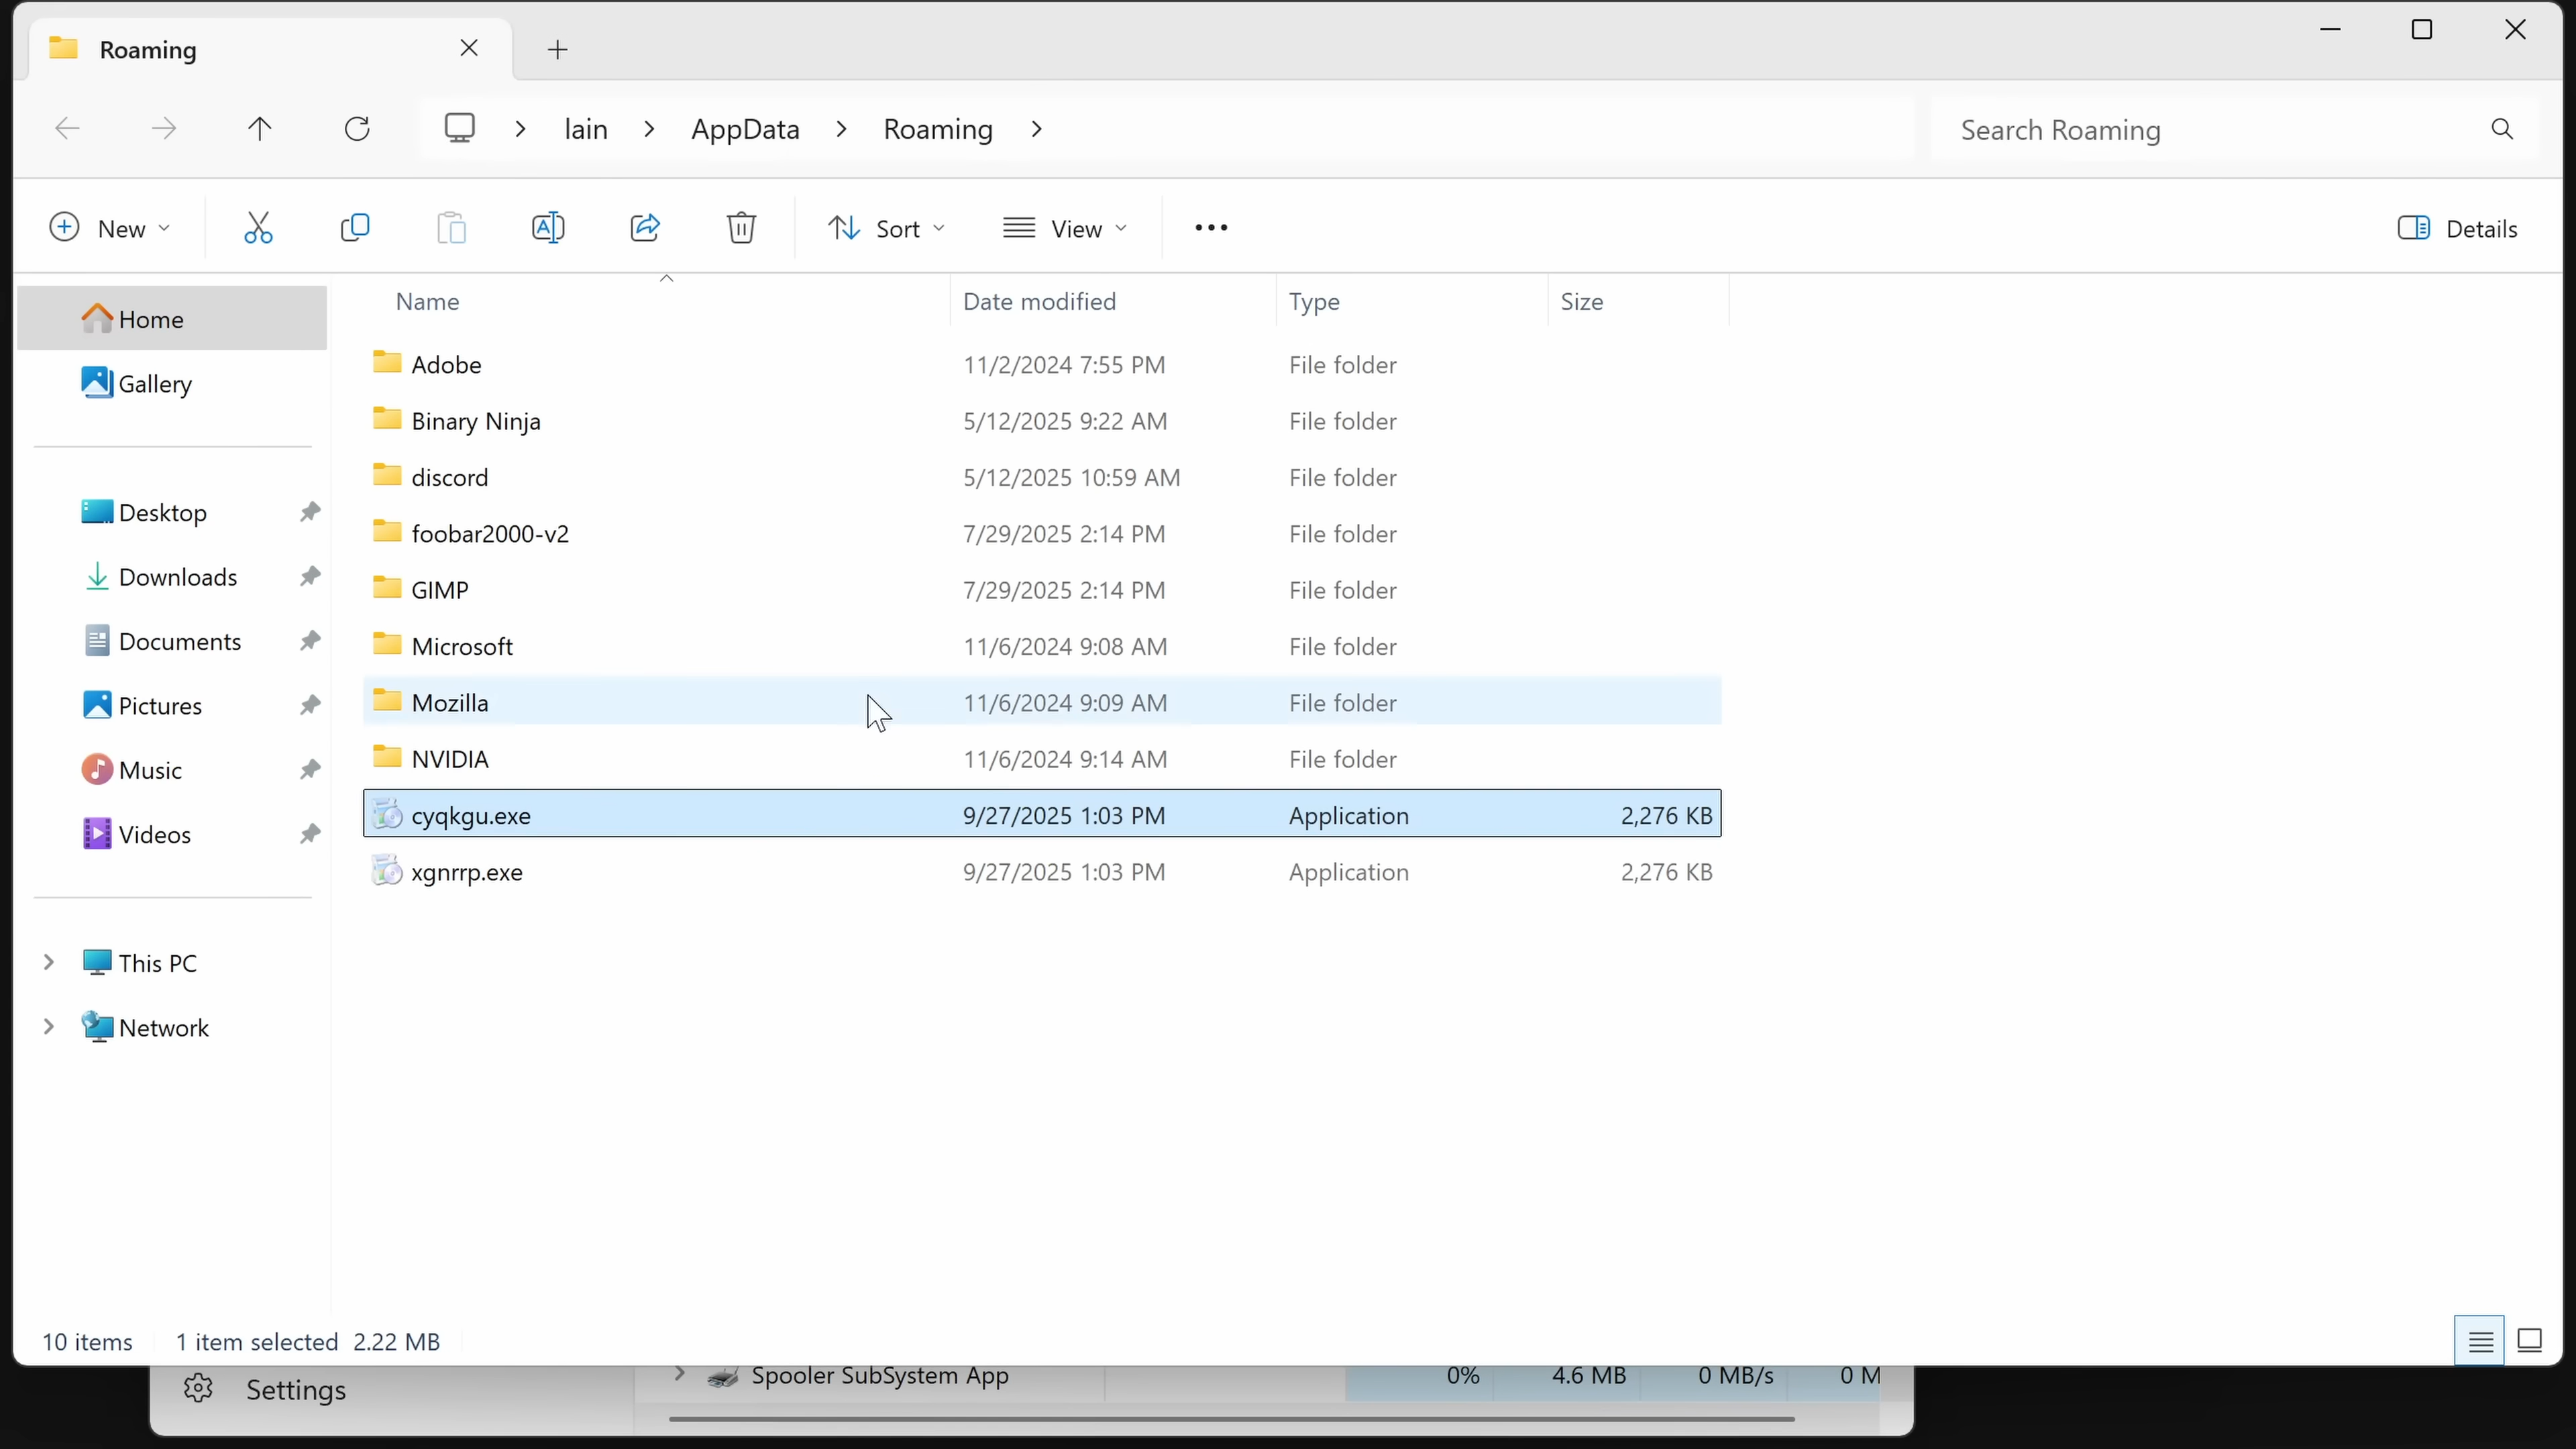 Roaming
Iain AppData Roaming
Search Roaming
New
Sort
View
Details
Name Date modified Type Size
Home
Gallery
Desktop
Downloads
Documents
Pictures
Music
Videos
This PC
Network
Adobe 11/2/2024 7:55 PM File folder
Binary Ninja 5/12/2025 9:22 AM File folder
discord 5/12/2025 10:59 AM File folder
foobar2000-v2 7/29/2025 2:14 PM File folder
GIMP 7/29/2025 2:14 PM File folder
Microsoft 11/6/2024 9:08 AM File folder
Mozilla 11/6/2024 9:09 AM File folder
NVIDIA 11/6/2024 9:14 AM File folder
cyqkgu.exe 9/27/2025 1:03 PM Application 2,276 KB
xgnrrp.exe 9/27/2025 1:03 PM Application 2,276 KB
10 items 1 item selected 2.22 MB
Settings
Spooler SubSystem App 0% 4.6 MB 0 MB/s 0 M